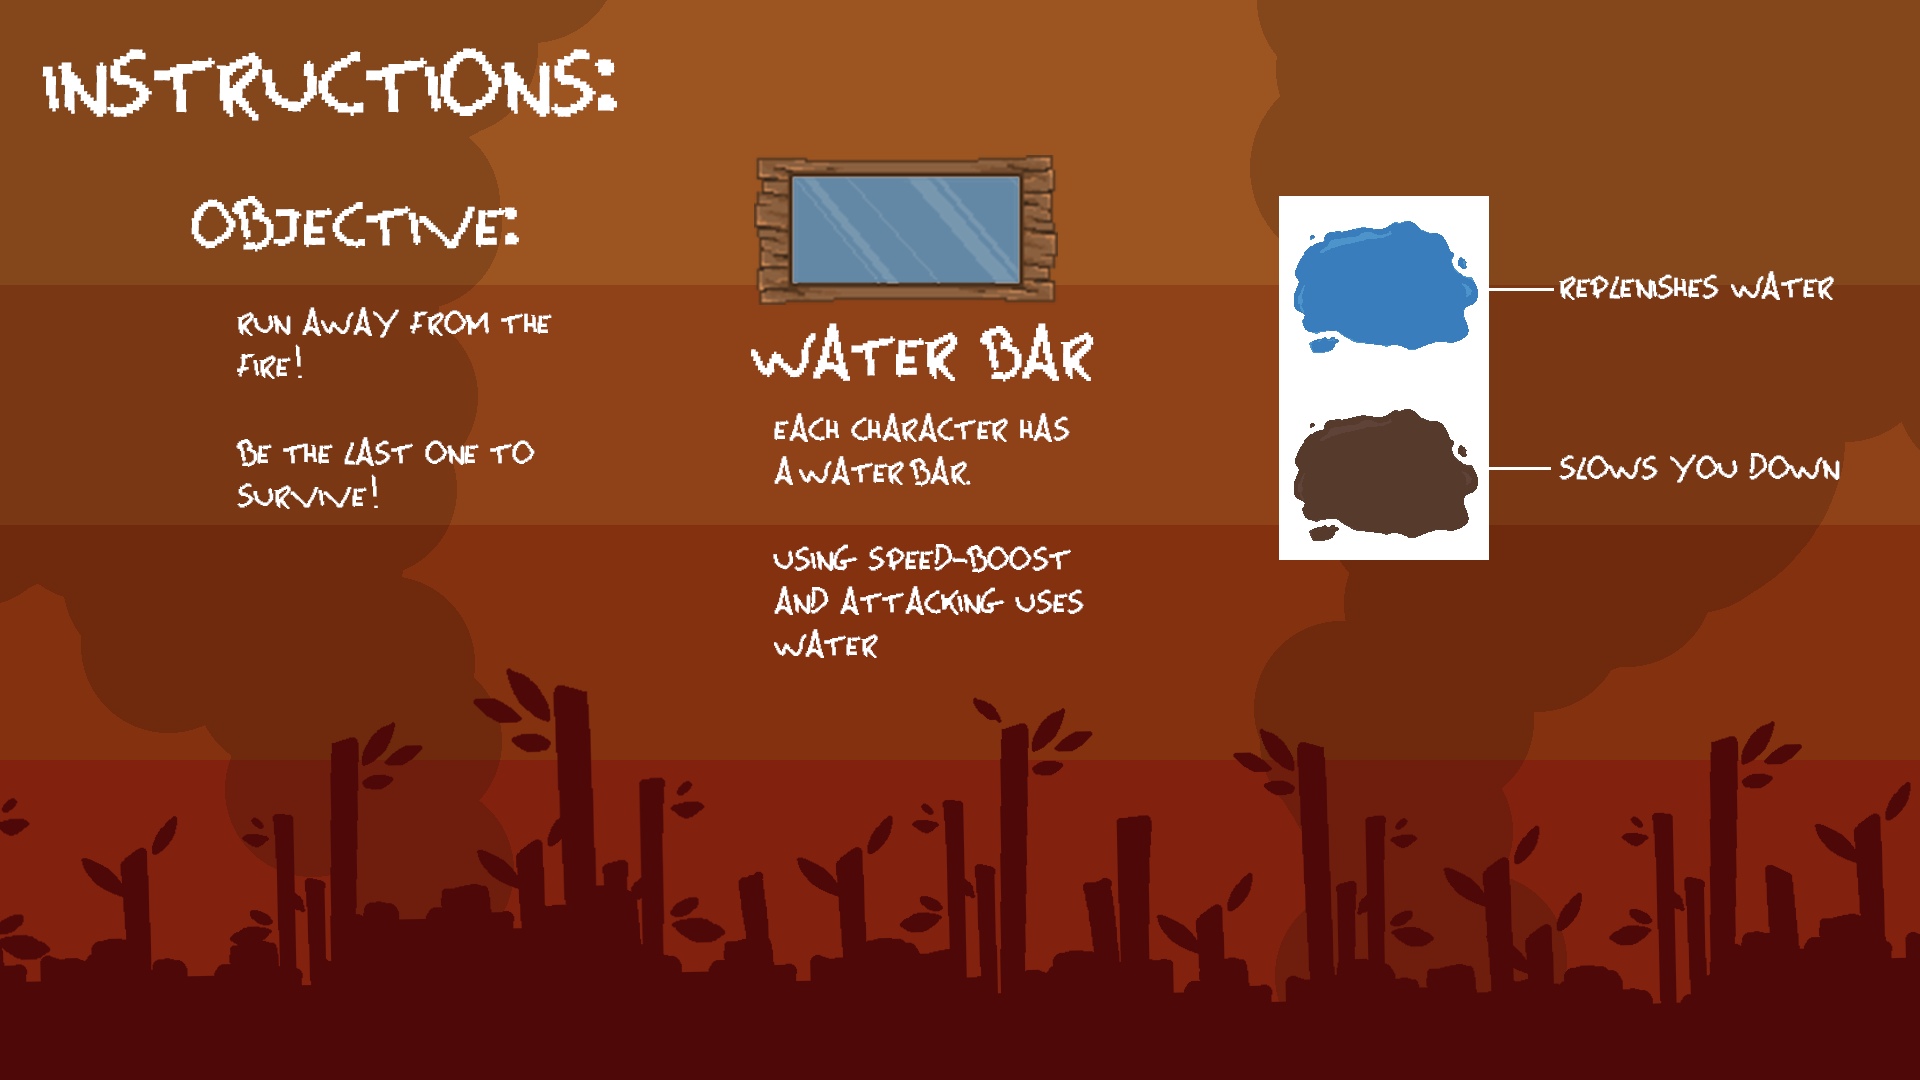 INSTRUCTIONS:
OBJECTIVE:
RUN AWAY FROM THE
FIRE!
BE THE LAST ONE TO
SURVIVE!
WATER BAR
EACH CHARACTER HAS
A WATER BAR.
USING SPEED-BOOST
AND ATTACKING USES
WATER
REPLENISHES WATER
SLOWS YOU DOWN